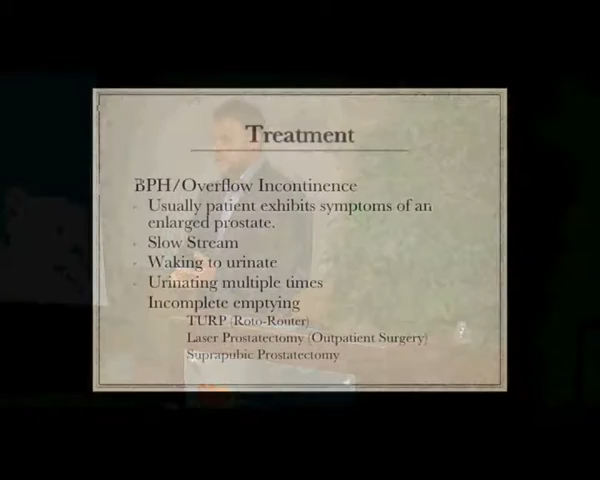 Treatment
BPH/Overflow Incontinence
Usually patient exhibits symptoms of an
enlarged prostate.
Slow Stream
Waking to urinate
Urinating multiple times
Incomplete emptying
TURP (Roto-Router)
Laser Prostatectomy (Outpatient Surgery)
Suprapubic Prostatectomy